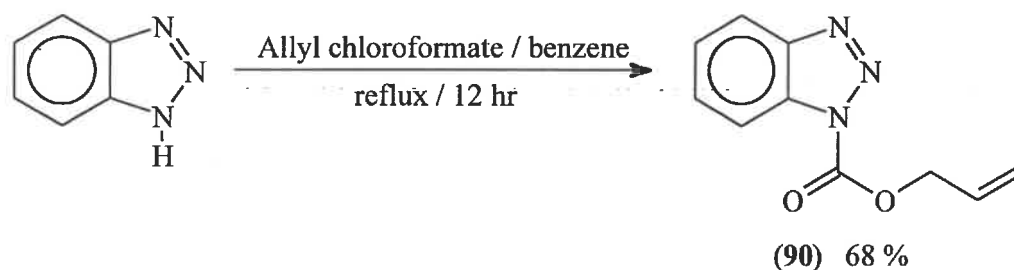 N
N
N
H
Allyl chloroformate / benzene
reflux / 12 hr
N
N
N
O
O
(90) 68 %